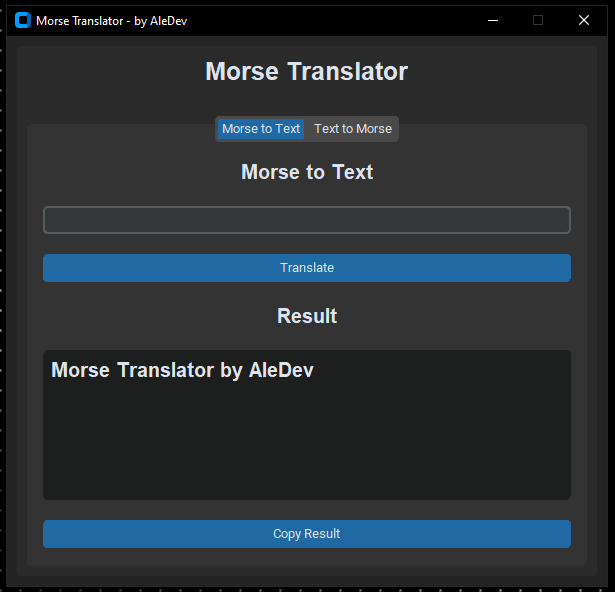 Morse Translator - by AleDev
Morse Translator
Morse to Text Text to Morse
Morse to Text
Translate
Result
Morse Translator by AleDev
Copy Result